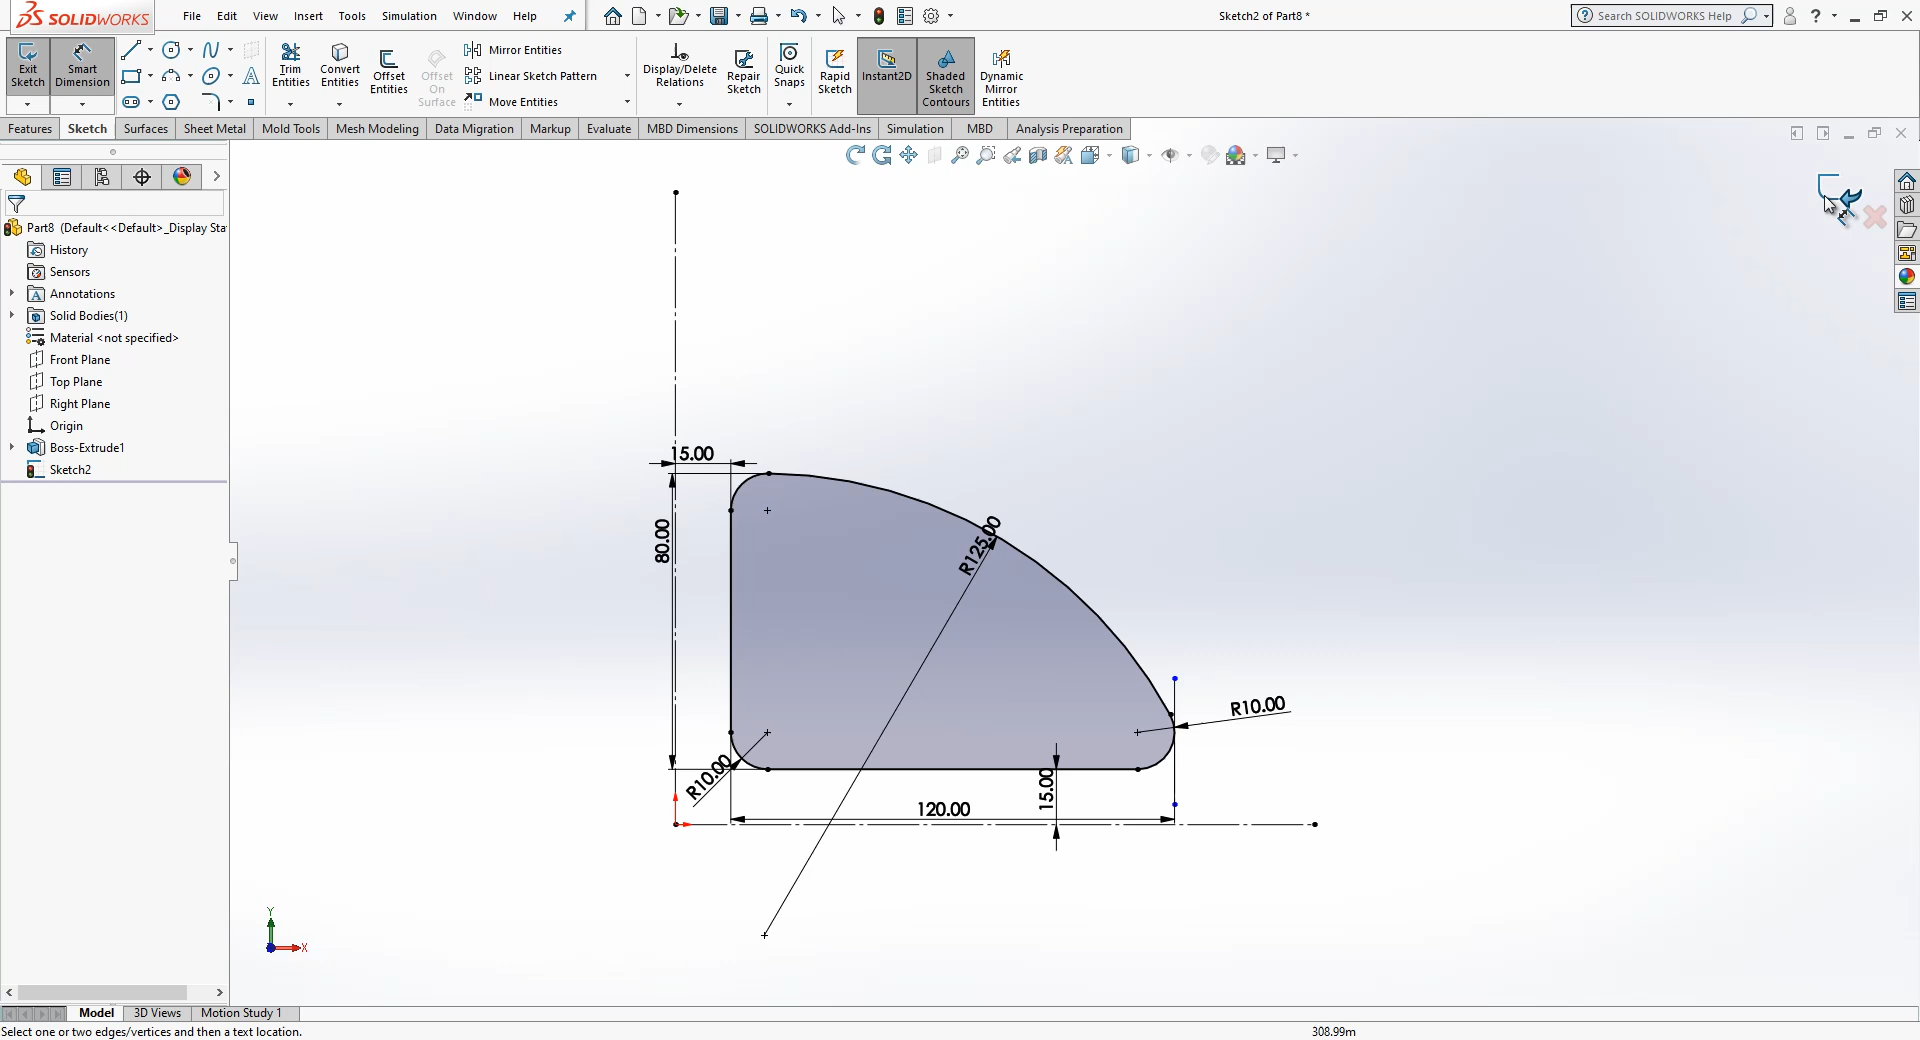 SOLIDWORKS File Edit View Insert Tools Simulation Window Help Sketch2 of Part8 * Search SOLIDWORKS Help ?
Exit Sketch
Smart Dimension
Trim Entities
Convert Entities
Offset Entities
Offset On Surface
Mirror Entities
Linear Sketch Pattern
Move Entities
Display/Delete Relations
Repair Sketch
Quick Snaps
Rapid Sketch
Instant2D
Shaded Sketch Contours
Dynamic Mirror Entities
Features Sketch Surfaces Sheet Metal Mold Tools Mesh Modeling Data Migration Markup Evaluate MBD Dimensions SOLIDWORKS Add-Ins Simulation MBD Analysis Preparation
Part8 (Default<<Default>_Display Sta
History
Sensors
Annotations
Solid Bodies(1)
Material <not specified>
Front Plane
Top Plane
Right Plane
Origin
Boss-Extrude1
Sketch2
15.00
80.00
R125.00
R10.00
R10.00
15.00
120.00
Y
X
Model 3D Views Motion Study 1
Select one or two edges/vertices and then a text location. 308.99m